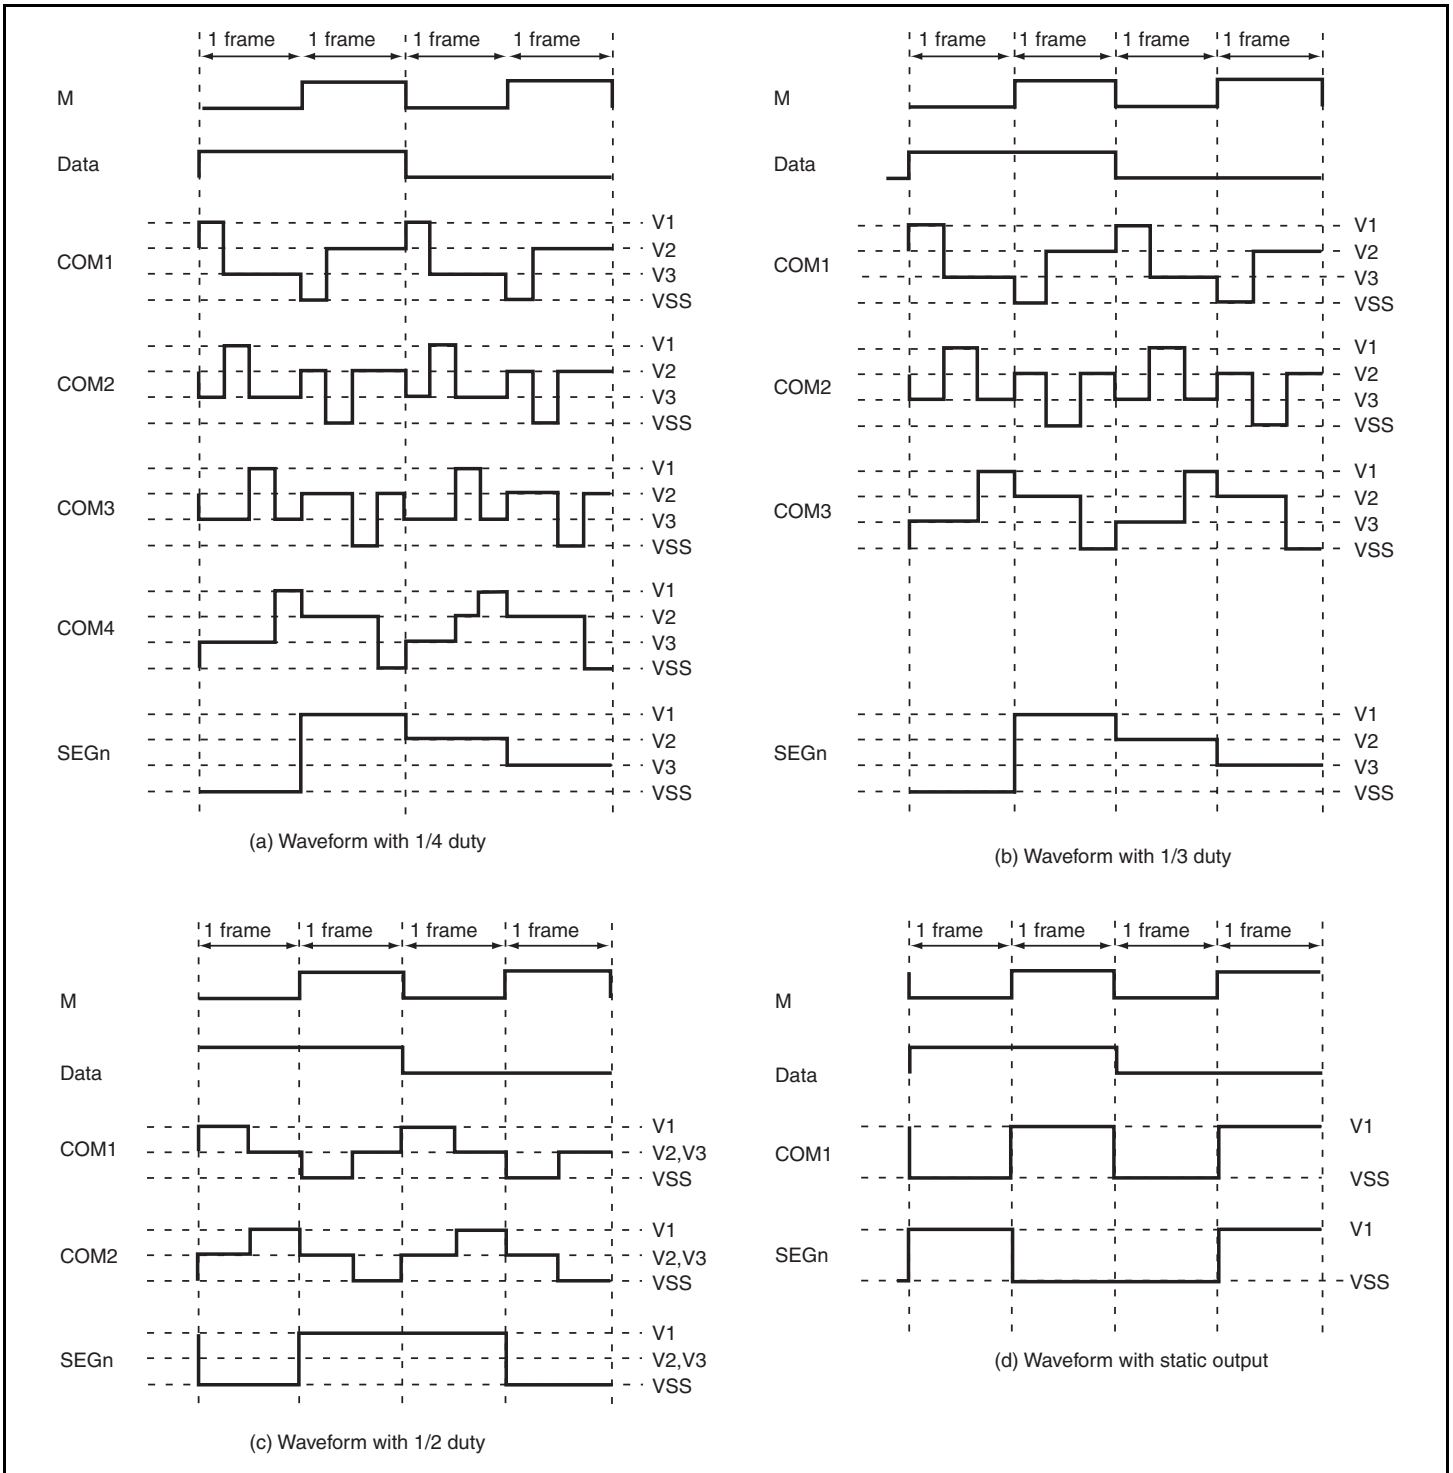 1 frame 1 frame 1 frame 1 frame
M
Data
COM1
V1
V2
V3
VSS
COM2
V1
V2
V3
VSS
COM3
V1
V2
V3
VSS
COM4
V1
V2
V3
VSS
SEGn
V1
V2
V3
VSS
(a) Waveform with 1/4 duty
1 frame 1 frame 1 frame 1 frame
M
Data
COM1
V1
V2
V3
VSS
COM2
V1
V2
V3
VSS
COM3
V1
V2
V3
VSS
SEGn
V1
V2
V3
VSS
(b) Waveform with 1/3 duty
1 frame 1 frame 1 frame 1 frame
M
Data
COM1
V1
V2,V3
VSS
COM2
V1
V2,V3
VSS
SEGn
V1
V2,V3
VSS
(c) Waveform with 1/2 duty
1 frame 1 frame 1 frame 1 frame
M
Data
COM1
V1
VSS
SEGn
V1
VSS
(d) Waveform with static output